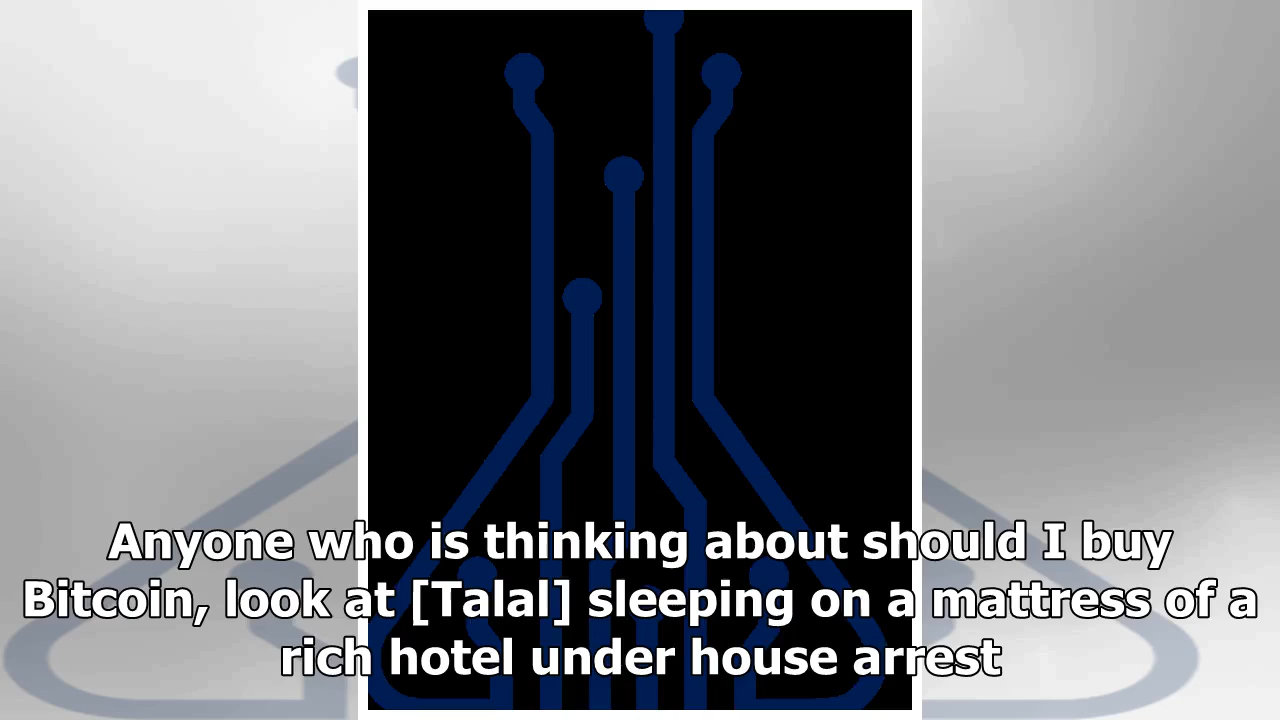 Anyone who is thinking about should I buy
Bitcoin, look at [Talal] sleeping on a mattress of a
rich hotel under house arrest